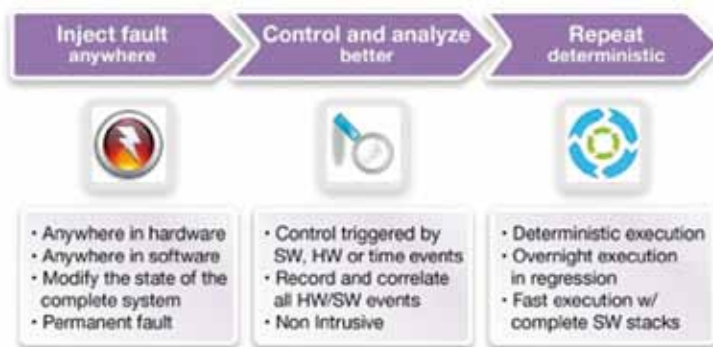 Inject fault
anywhere
Control and analyze
better
Repeat
deterministic
• Anywhere in hardware
• Anywhere in software
• Modify the state of the
complete system
• Permanent fault
• Control triggered by
SW, HW or time events
• Record and correlate
all HW/SW events
• Non Intrusive
• Deterministic execution
• Overnight execution
in regression
• Fast execution w/
complete SW stacks